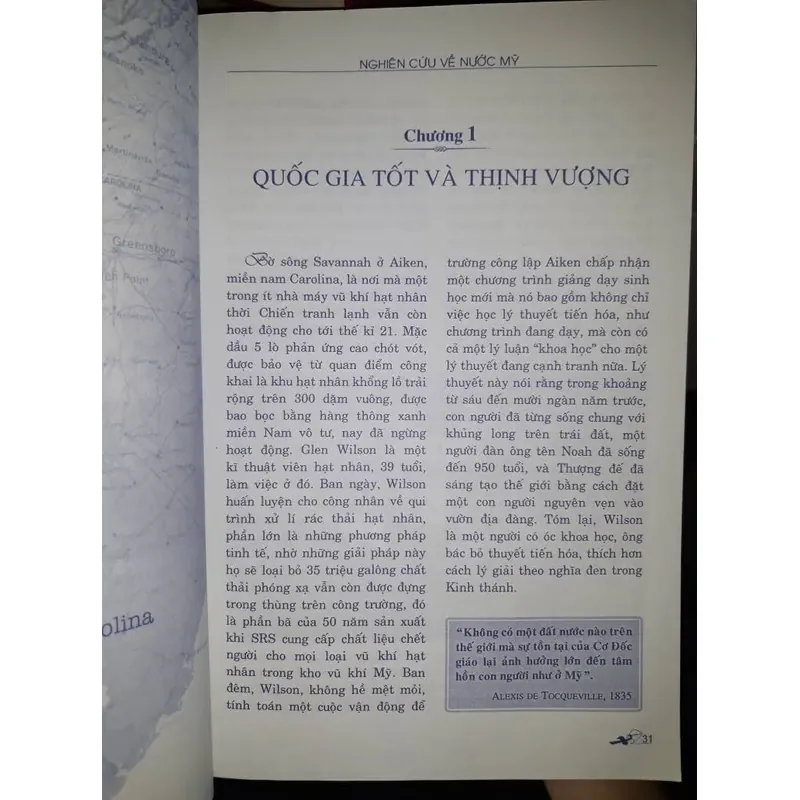 NGHIÊN CỨU VỀ NƯỚC MỸ
Chương 1
QUỐC GIA TỐT VÀ THỊNH VƯỢNG
Bờ sông Savannah ở Aiken,
miền nam Carolina, là nơi mà một
trong ít nhà máy vũ khí hạt nhân
thời Chiến tranh lạnh vẫn còn
hoạt động cho tới thế kỉ 21. Mặc
dầu 5 lò phản ứng cao chót vót,
được bảo vệ từ quan điểm công
khai là khu hạt nhân khổng lồ trải
rộng trên 300 dặm vuông, được
bao bọc bằng hàng thông xanh
miền Nam vô tư, nay đã ngừng
hoạt động. Glen Wilson là một
kĩ thuật viên hạt nhân, 39 tuổi,
làm việc ở đó. Ban ngày, Wilson
huấn luyện cho công nhân về qui
trình xử lí rác thải hạt nhân,
phần lớn là những phương pháp
tinh tế, nhờ những giải pháp này
họ sẽ loại bỏ 35 triệu galông chất
thải phóng xạ vẫn còn được đựng
trong thùng trên công trường, đó
là phần bã của 50 năm sản xuất
khi SRS cung cấp chất liệu chết
người cho mọi loại vũ khí hạt
nhân trong kho vũ khí Mỹ. Ban
đêm, Wilson, không hề mệt mỏi,
tính toán một cuộc vận động để
trường công lập Aiken chấp nhận
một chương trình giảng dạy sinh
học mới mà nó bao gồm không chỉ
việc học lý thuyết tiến hóa, như
chương trình đang dạy, mà còn có
cả một lý luận “khoa học” cho một
lý thuyết đang cạnh tranh nữa. Lý
thuyết này nói rằng trong khoảng
từ sáu đến mười ngàn năm trước,
con người đã từng sống chung với
khủng long trên trái đất, một
người đàn ông tên Noah đã sống
đến 950 tuổi, và Thượng đế đã
sáng tạo thế giới bằng cách đặt
một con người nguyên vẹn vào
vườn địa đàng. Tóm lại, Wilson
là một người có óc khoa học, ông
bác bỏ thuyết tiến hóa, thích hơn
cách lý giải theo nghĩa đen trong
Kinh thánh.
“Không có một đất nước nào trên
thế giới mà sự tồn tại của Cơ Đốc
giáo lại ảnh hưởng lớn đến tâm
hồn con người như ở Mỹ”.
ALEXIS DE TOCQUEVILLE, 1835
31
Greensboro
Point
olina